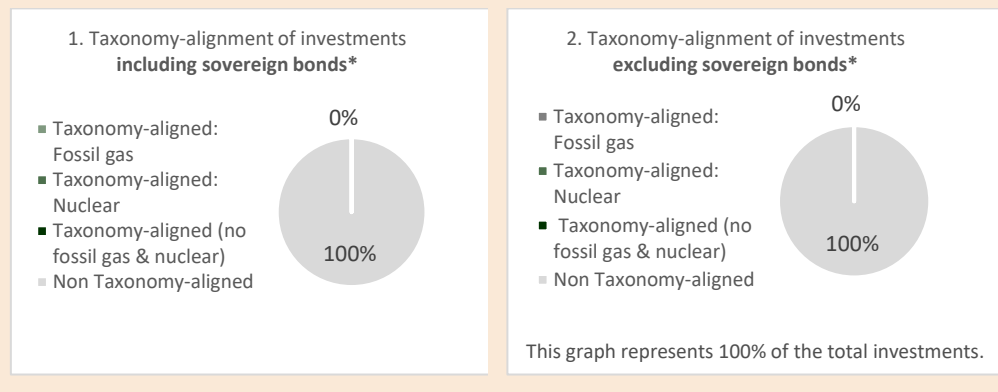 1. Taxonomy-alignment of investments
including sovereign bonds*
Taxonomy-aligned:
Fossil gas
Taxonomy-aligned:
Nuclear
Taxonomy-aligned (no
fossil gas & nuclear)
Non Taxonomy-aligned
0%
100%
2. Taxonomy-alignment of investments
excluding sovereign bonds*
Taxonomy-aligned:
Fossil gas
Taxonomy-aligned:
Nuclear
Taxonomy-aligned (no
fossil gas & nuclear)
Non Taxonomy-aligned
0%
100%
This graph represents 100% of the total investments.